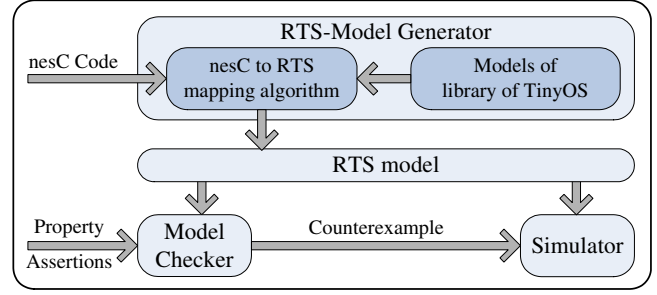 RTS-Model Generator
nesC Code
nesC to RTS
mapping algorithm
Models of
library of TinyOS
RTS model
Property
Assertions
Model
Checker
Counterexample
Simulator